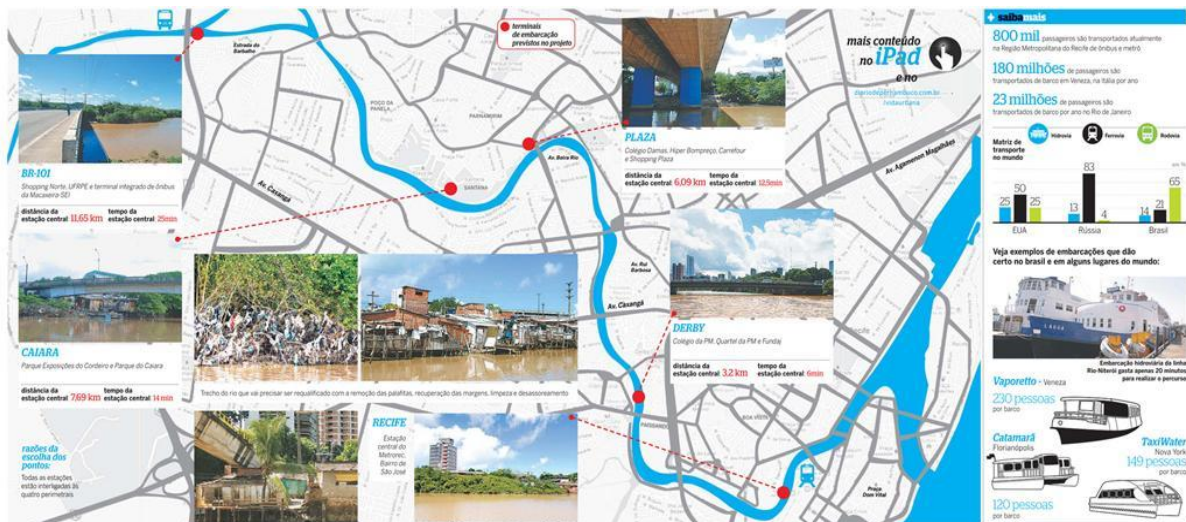 terminais
de embarcação
previstos no projeto
mais conteúdo
no iPad
e no
diariodepernambuco.com.br
/vidaurbana
Estrada do
Barbalho
POÇO DA
PANELA
PARNAMIRIM
SANTANA
Av. Beira Rio
Av. Caxangá
Av. Agamenon Magalhães
Av. Rui
Barbosa
Av. Caxangá
PAISSANDU
BOA VISTA
Praça
Dom Vital
BR-101
Shopping Norte, UFRPE e terminal integrado de ônibus
da Macaxeira-SEI
distância da
estação central 11,65 km
tempo da
estação central 25min
PLAZA
Colégio Damas, Hiper Bompreço, Carrefour
e Shopping Plaza
distância da
estação central 6,09 km
tempo da
estação central 12,5min
CAIARA
Parque Exposições do Cordeiro e Parque do Caiara
distância da
estação central 7,69 km
tempo da
estação central 14 min
Trecho do rio que vai precisar ser requalificado com a remoção das palafitas, recuperação das margens, limpeza e desassoreamento
DERBY
Colégio da PM, Quartel da PM e Fundaj
distância da
estação central 3,2 km
tempo da
estação central 6min
razões da
escolha dos
pontos:
Todas as estações
estão interligadas às
quatro perimetrais
RECIFE
Estação
central do
Metrorec,
Bairro de
São José
+ saibamais
800 mil passageiros são transportados atualmente
na Região Metropolitana do Recife de ônibus e metrô
180 milhões de passageiros são
transportados de barco em Veneza, na Itália por ano
23 milhões de passageiros são
transportados de barco por ano no Rio de Janeiro
Matriz de
transporte
no mundo
Hidrovia
Ferrovia
Rodovia
em %
25 50 25
EUA
13 83 4
Rússia
14 21 65
Brasil
Veja exemplos de embarcações que dão
certo no brasil e em alguns lugares do mundo:
LAGOA
Embarcação hidroviária da linha
Rio-Niterói gasta apenas 20 minutos
para realizar o percurso
Vaporetto - Veneza
230 pessoas
por barco
Catamarã
Florianópolis
120 pessoas
por barco
TaxiWater
Nova York
149 pessoas
por barco